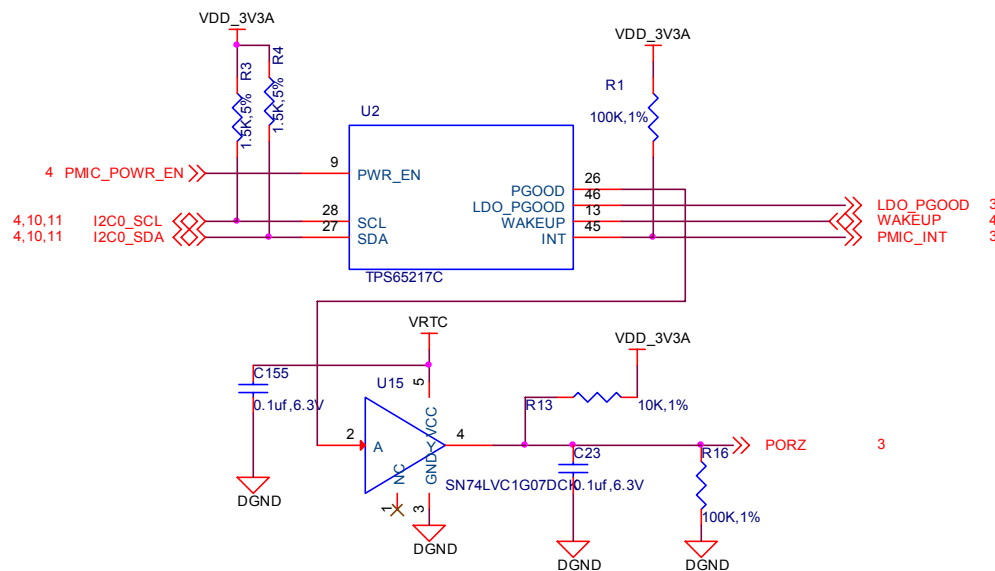 VDD_3V3A
R3
1.5K,5%
R4
1.5K,5%
VDD_3V3A
R1
100K,1%
U2
4 PMIC_POWR_EN
9
PWR_EN
4,10,11 I2C0_SCL
28
SCL
4,10,11 I2C0_SDA
27
SDA
PGOOD
26
LDO_PGOOD
46
LDO_PGOOD 3
WAKEUP
13
WAKEUP 4
INT
45
PMIC_INT 3
TPS65217C
VRTC
VDD_3V3A
C155
0.1uf,6.3V
U15
5
VCC
R13
10K,1%
2
A
Y
4
PORZ 3
NC
1
GND
3
SN74LVC1G07DCK
C23
0.1uf,6.3V
R16
100K,1%
DGND
DGND
DGND
DGND